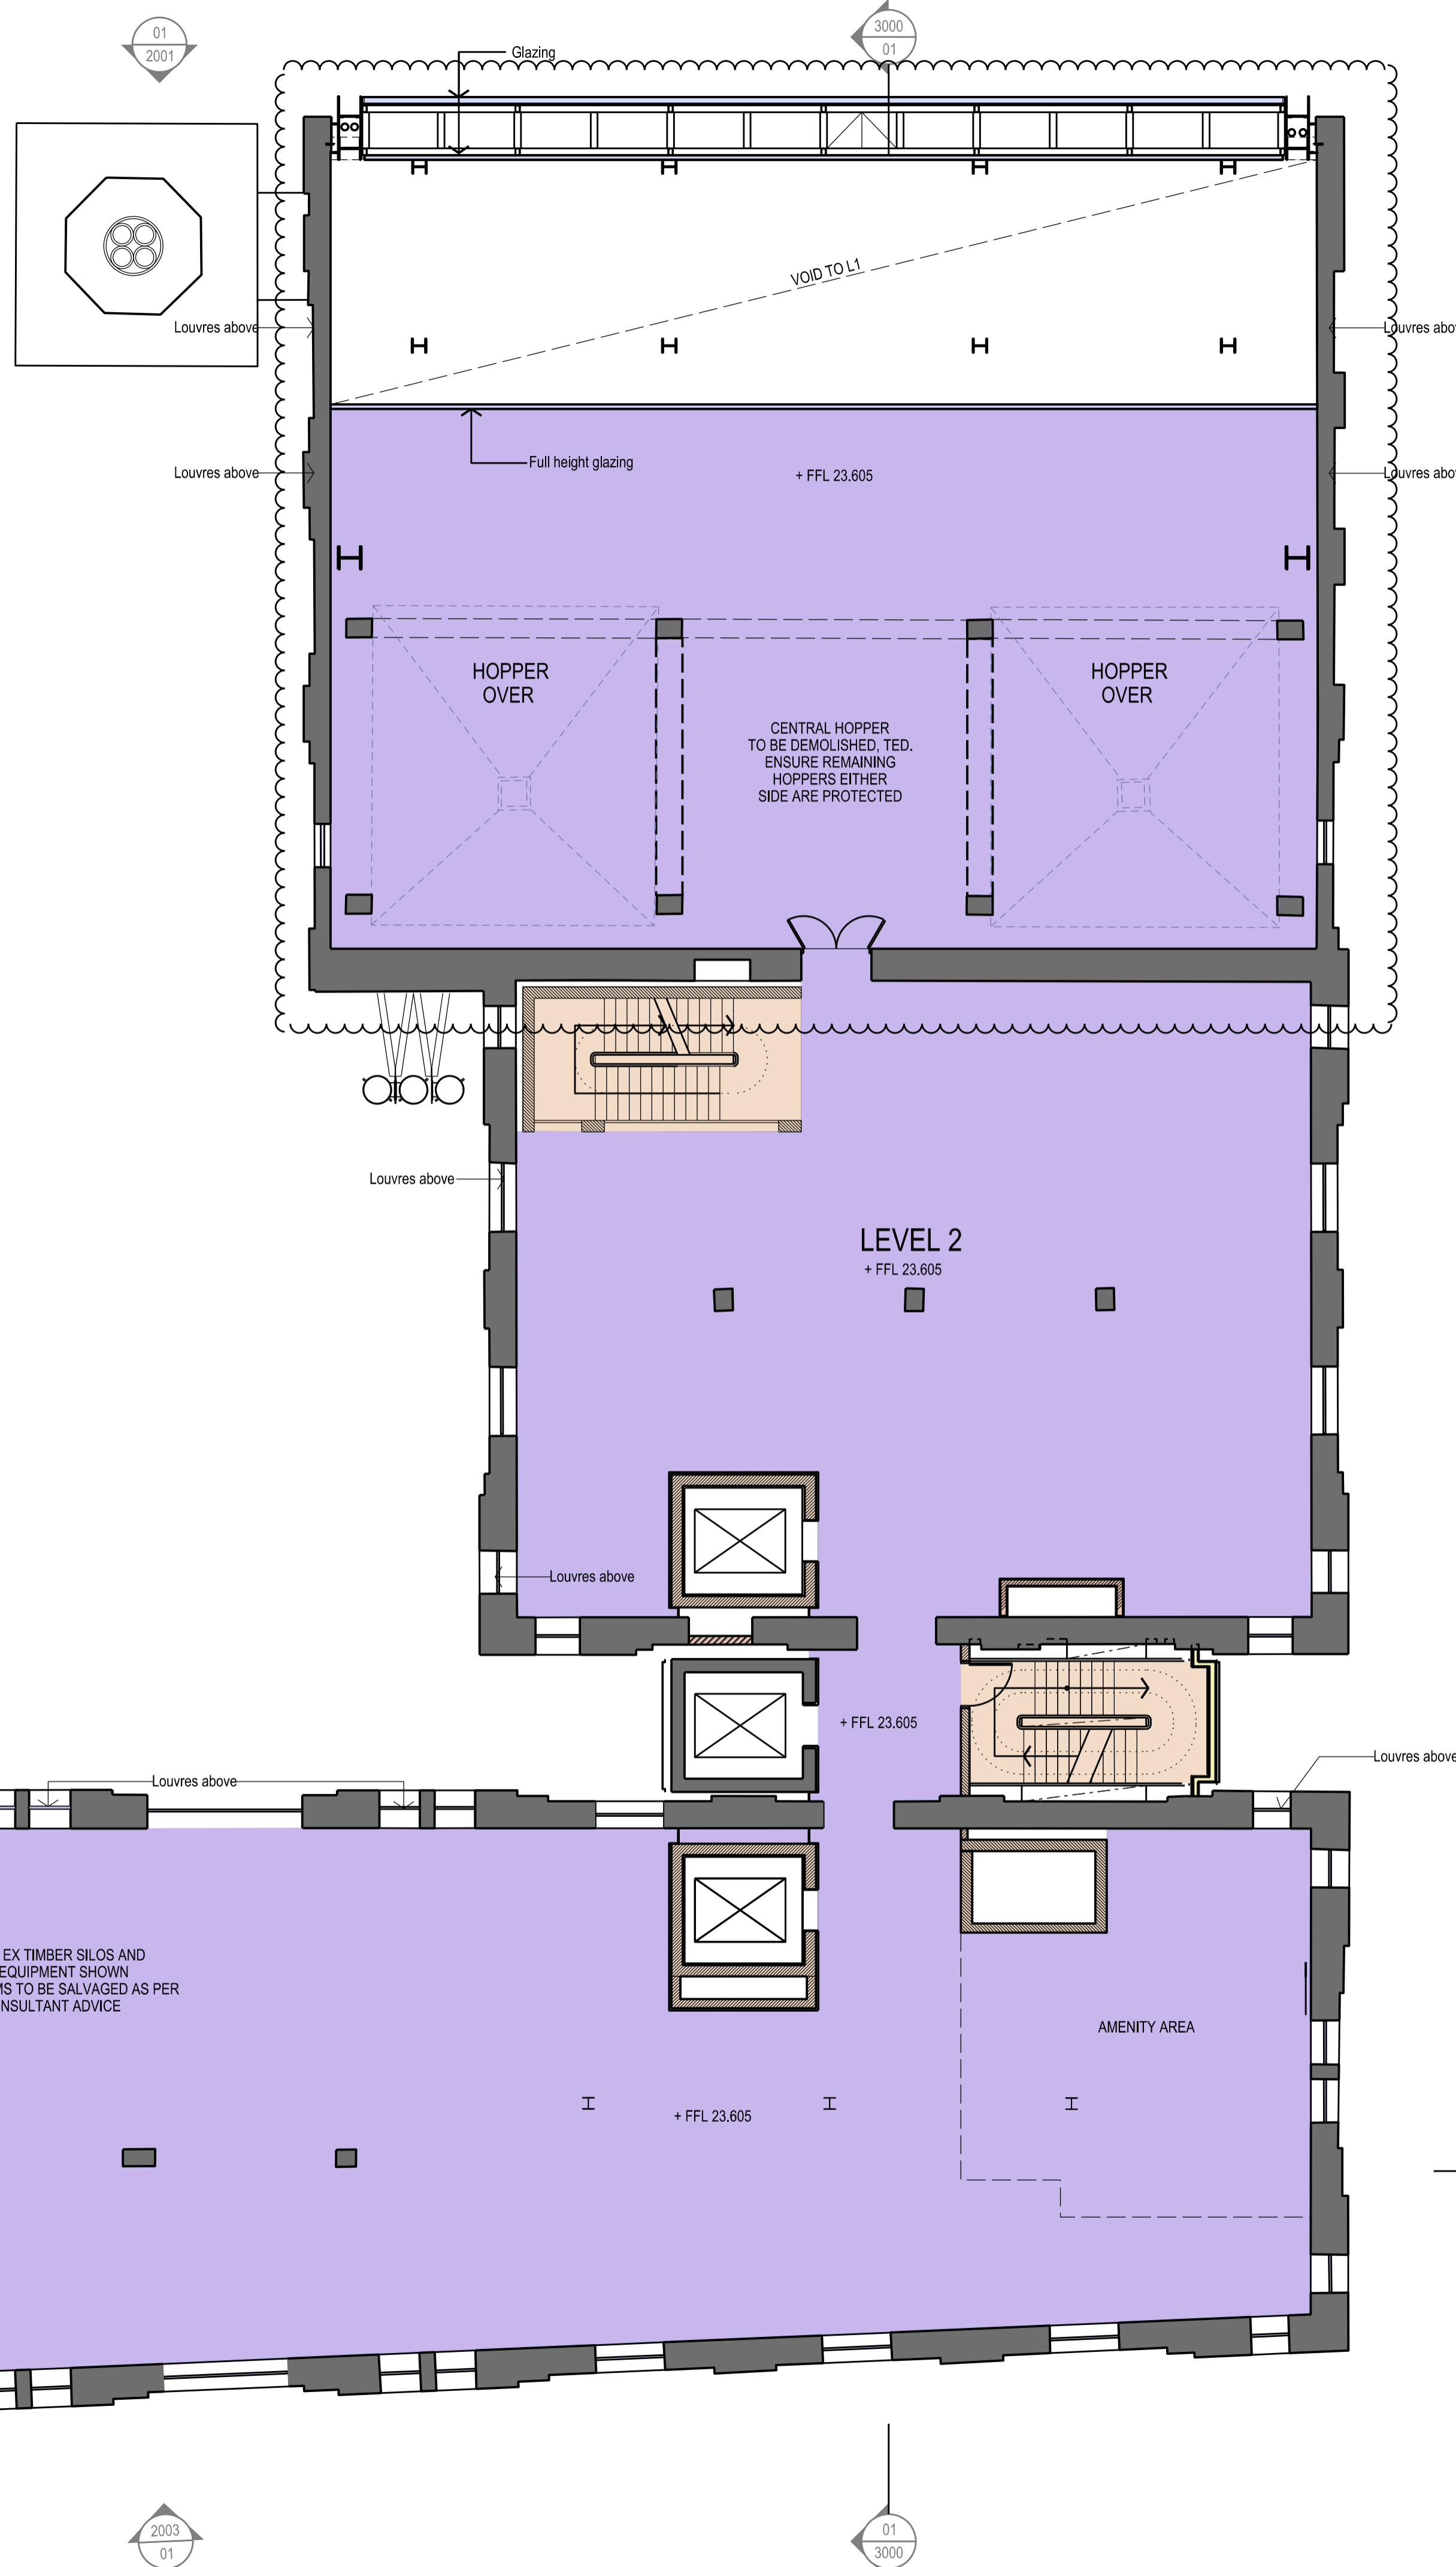 01
2001
3000
01
Glazing
VOID TO L1
Louvres above
Louvres abov
Full height glazing
Louvres above
Louvres abov
+ FFL 23.605
HOPPER
OVER
HOPPER
OVER
CENTRAL HOPPER
TO BE DEMOLISHED, TED.
ENSURE REMAINING
HOPPERS EITHER
SIDE ARE PROTECTED
Louvres above
LEVEL 2
+ FFL 23.605
Louvres above
+ FFL 23.605
Louvres above
Louvres above
EX TIMBER SILOS AND
EQUIPMENT SHOWN
MS TO BE SALVAGED AS PER
NSULTANT ADVICE
AMENITY AREA
+ FFL 23.605
2003
01
01
3000